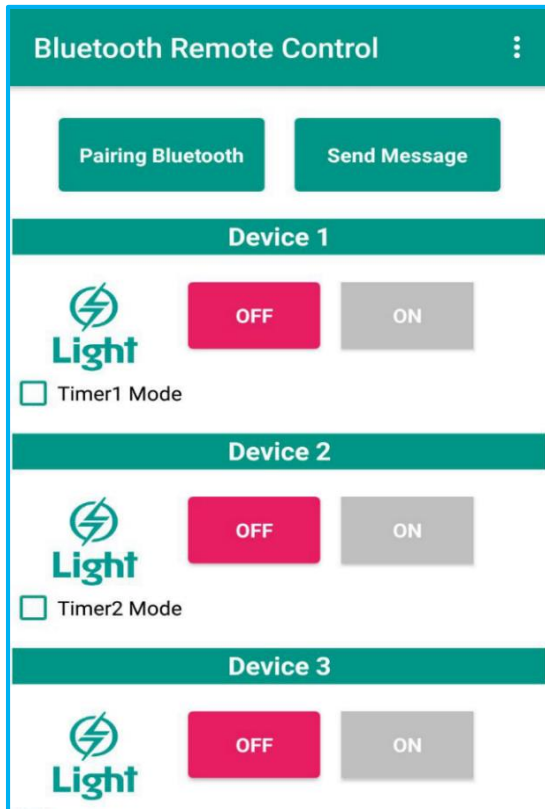 Bluetooth Remote Control
Pairing Bluetooth
Send Message
Device 1
Light
OFF
ON
Timer1 Mode
Device 2
Light
OFF
ON
Timer2 Mode
Device 3
Light
OFF
ON